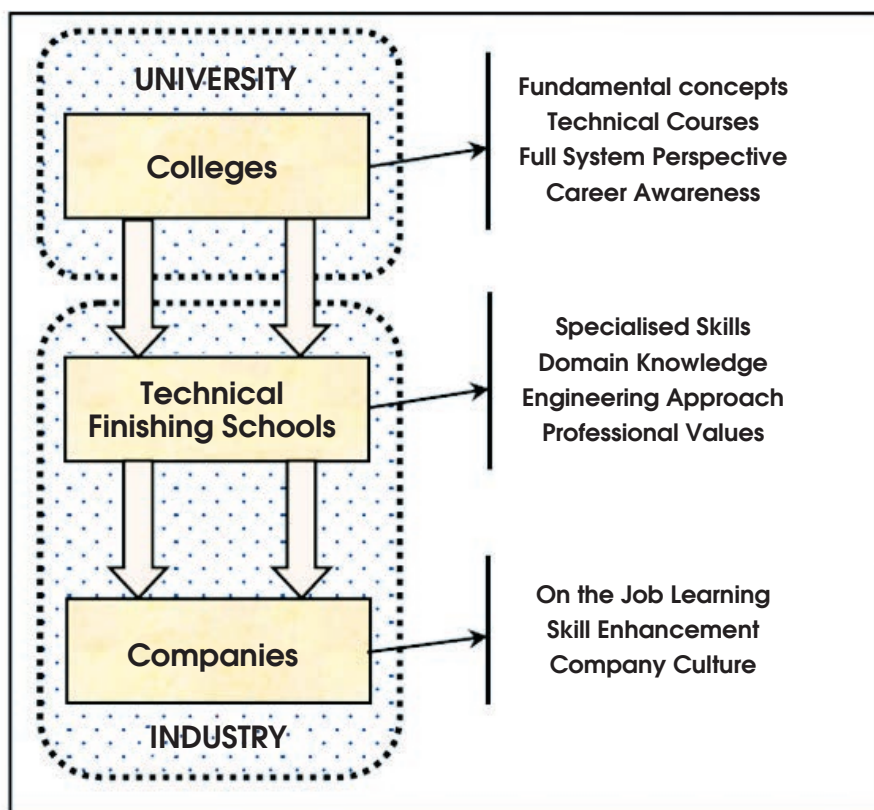 UNIVERSITY
Colleges
Fundamental concepts
Technical Courses
Full System Perspective
Career Awareness
Technical
Finishing Schools
Specialised Skills
Domain Knowledge
Engineering Approach
Professional Values
Companies
On the Job Learning
Skill Enhancement
Company Culture
INDUSTRY